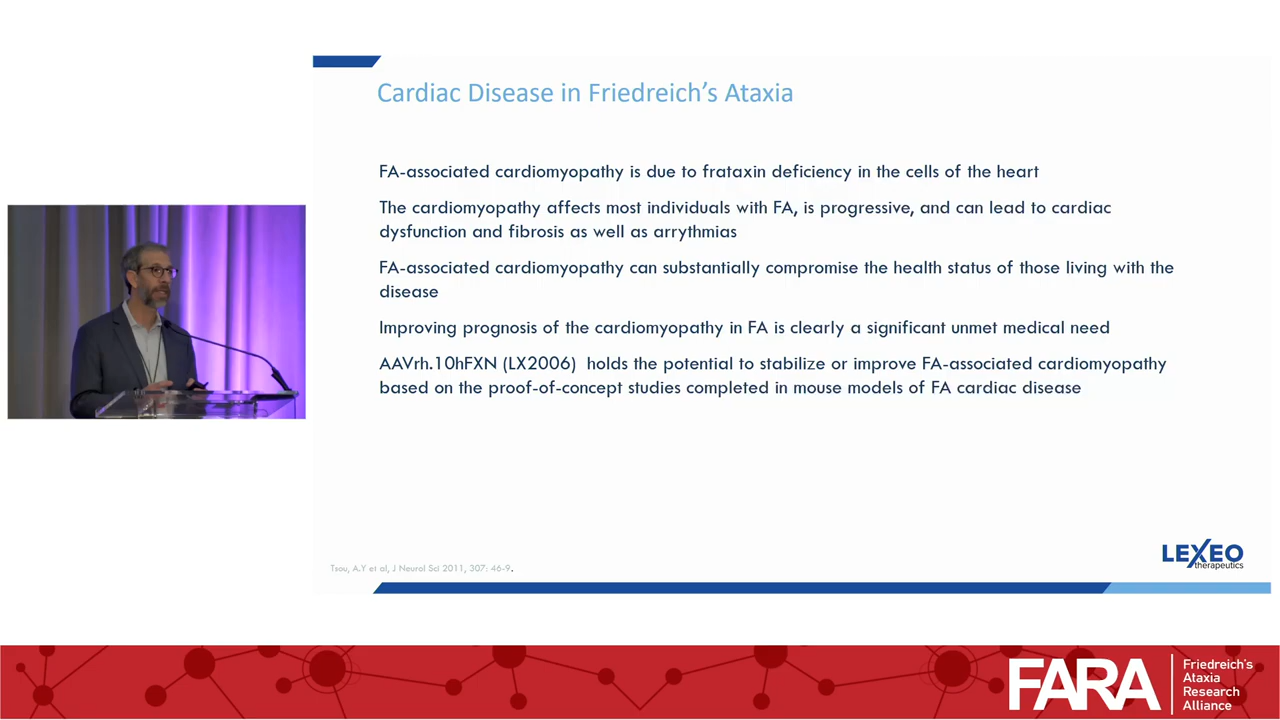 Cardiac Disease in Friedreich's Ataxia
FA-associated cardiomyopathy is due to frataxin deficiency in the cells of the heart
The cardiomyopathy affects most individuals with FA, is progressive, and can lead to cardiac
dysfunction and fibrosis as well as arrythmias
FA-associated cardiomyopathy can substantially compromise the health status of those living with the
disease
Improving prognosis of the cardiomyopathy in FA is clearly a significant unmet medical need
AAVrh.10hFXN (LX2006) holds the potential to stabilize or improve FA-associated cardiomyopathy
based on the proof-of-concept studies completed in mouse models of FA cardiac disease
Tsou, A.Y et al, J Neurol Sci 2011, 307: 46-9.
LEXEO
therapeutics
FARA
Friedreich's
Ataxia
Research
Alliance